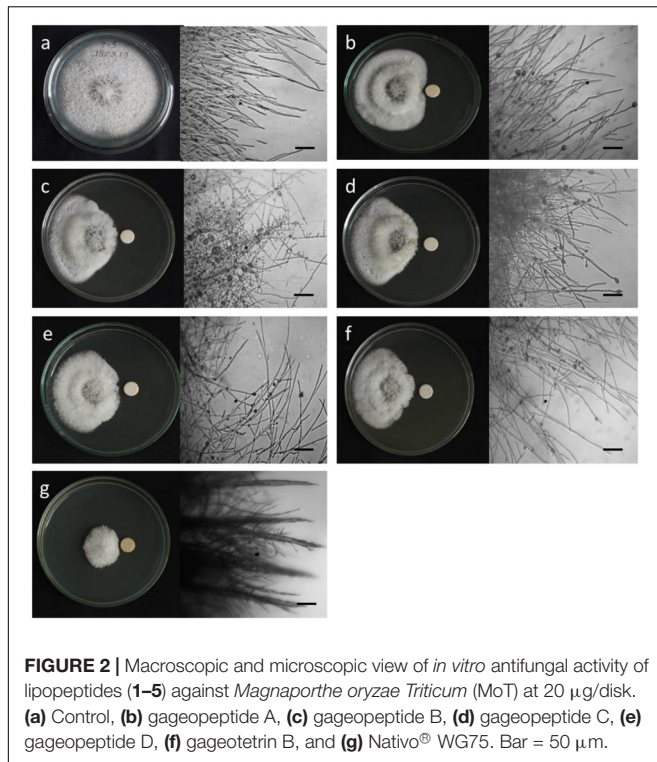 a
b
c
d
e
f
g
FIGURE 2 | Macroscopic and microscopic view of in vitro antifungal activity of
lipopeptides (1–5) against Magnaporthe oryzae Triticum (MoT) at 20 μg/disk.
(a) Control, (b) gageopeptide A, (c) gageopeptide B, (d) gageopeptide C, (e)
gageopeptide D, (f) gageotetrin B, and (g) Nativo® WG75. Bar = 50 μm.